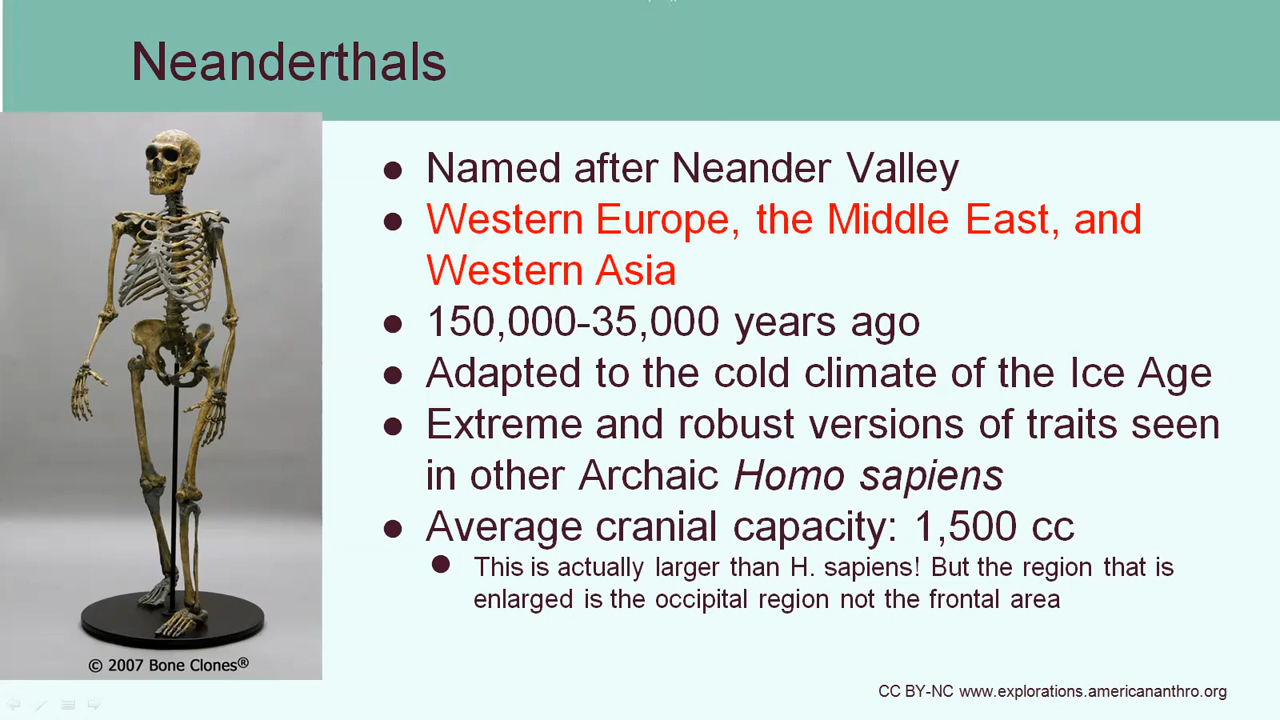 Neanderthals
● Named after Neander Valley
● Western Europe, the Middle East, and
Western Asia
● 150,000-35,000 years ago
● Adapted to the cold climate of the Ice Age
● Extreme and robust versions of traits seen
in other Archaic Homo sapiens
● Average cranial capacity: 1,500 cc
● This is actually larger than H. sapiens! But the region that is
enlarged is the occipital region not the frontal area
© 2007 Bone Clones®
CC BY-NC www.explorations.americananthro.org